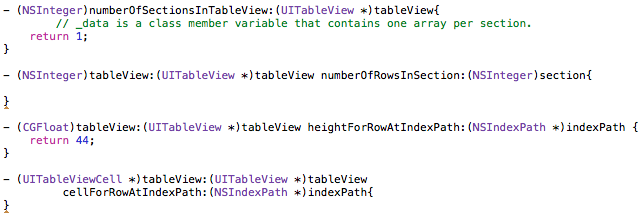 - (NSInteger)numberOfSectionsInTableView:(UITableView *)tableView{
        // _data is a class member variable that contains one array per section.
    return 1;
}

- (NSInteger)tableView:(UITableView *)tableView numberOfRowsInSection:(NSInteger)section{

}

- (CGFloat)tableView:(UITableView *)tableView heightForRowAtIndexPath:(NSIndexPath *)indexPath {
    return 44;
}

- (UITableViewCell *)tableView:(UITableView *)tableView
         cellForRowAtIndexPath:(NSIndexPath *)indexPath{
}